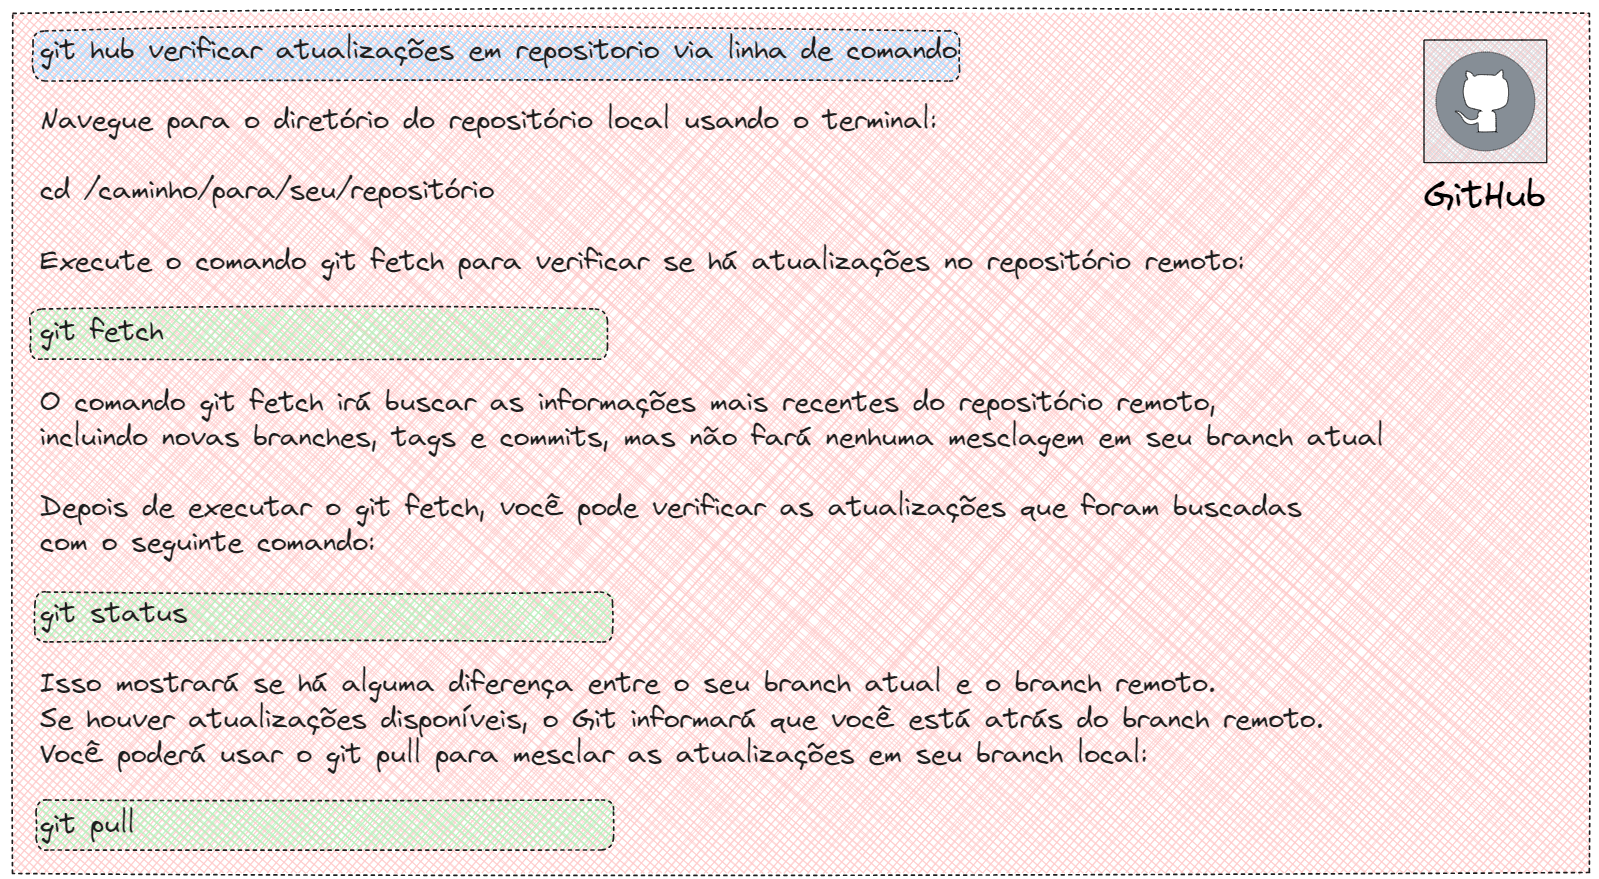 git hub verificar atualizações em repositorio via linha de comando
GitHub
Navegue para o diretório do repositório local usando o terminal:
cd /caminho/para/seu/repositório
Execute o comando git fetch para verificar se há atualizações no repositório remoto:
git fetch
O comando git fetch irá buscar as informações mais recentes do repositório remoto,
incluindo novas branches, tags e commits, mas não fará nenhuma mesclagem em seu branch atual
Depois de executar o git fetch, você pode verificar as atualizações que foram buscadas
com o seguinte comando:
git status
Isso mostrará se há alguma diferença entre o seu branch atual e o branch remoto.
Se houver atualizações disponíveis, o Git informará que você está atrás do branch remoto.
Você poderá usar o git pull para mesclar as atualizações em seu branch local:
git pull